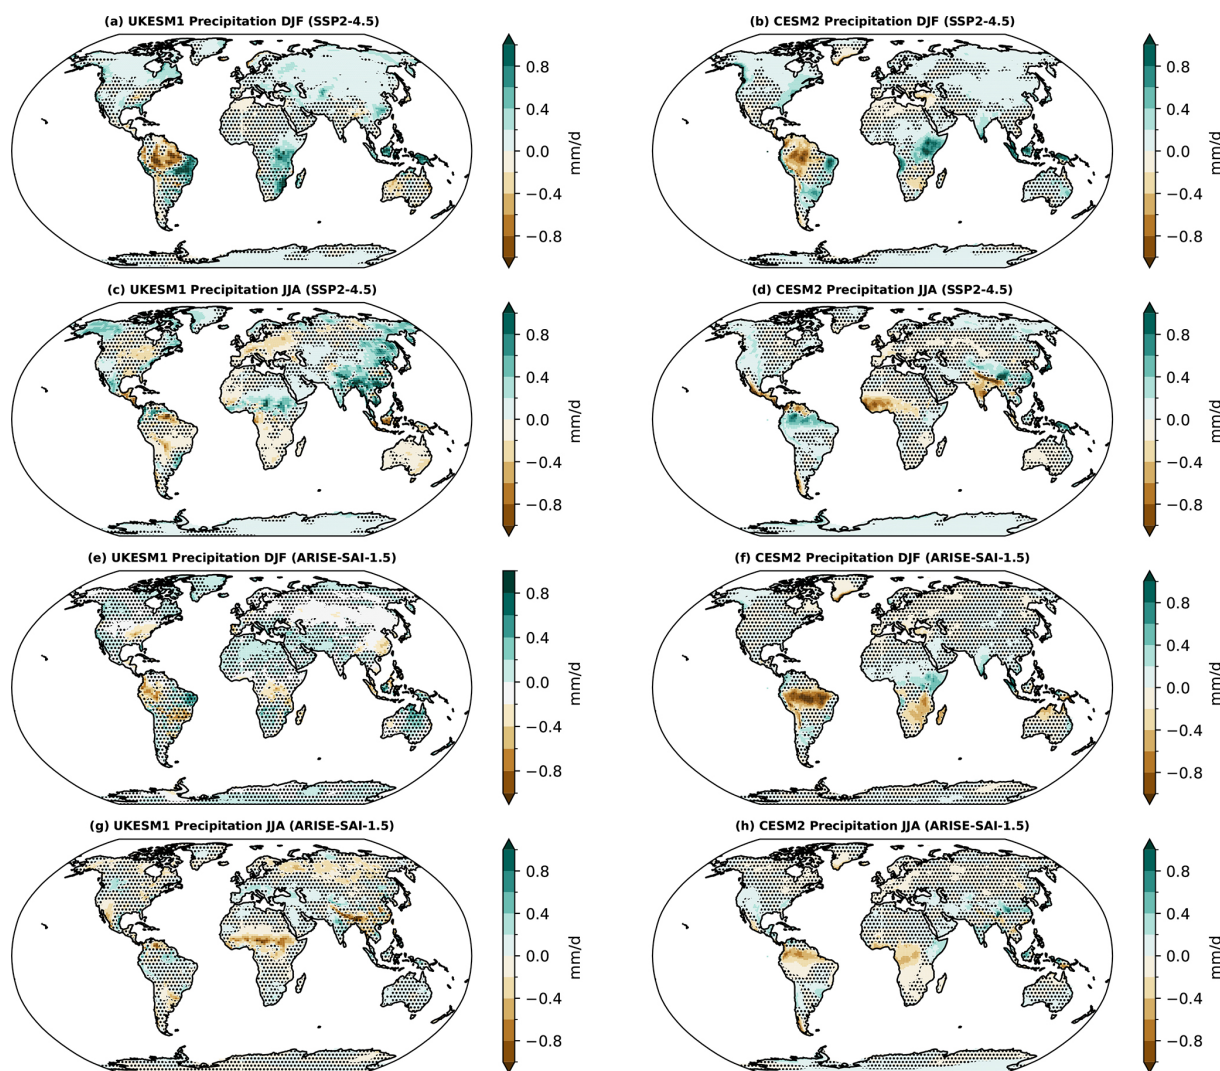 (a) UKESM1 Precipitation DJF (SSP2-4.5)
0.8
0.4
0.0
−0.4
−0.8
mm/d
(b) CESM2 Precipitation DJF (SSP2-4.5)
0.8
0.4
0.0
−0.4
−0.8
mm/d
(c) UKESM1 Precipitation JJA (SSP2-4.5)
0.8
0.4
0.0
−0.4
−0.8
mm/d
(d) CESM2 Precipitation JJA (SSP2-4.5)
0.8
0.4
0.0
−0.4
−0.8
mm/d
(e) UKESM1 Precipitation DJF (ARISE-SAI-1.5)
0.8
0.4
0.0
−0.4
−0.8
mm/d
(f) CESM2 Precipitation DJF (ARISE-SAI-1.5)
0.8
0.4
0.0
−0.4
−0.8
mm/d
(g) UKESM1 Precipitation JJA (ARISE-SAI-1.5)
0.8
0.4
0.0
−0.4
−0.8
mm/d
(h) CESM2 Precipitation JJA (ARISE-SAI-1.5)
0.8
0.4
0.0
−0.4
−0.8
mm/d